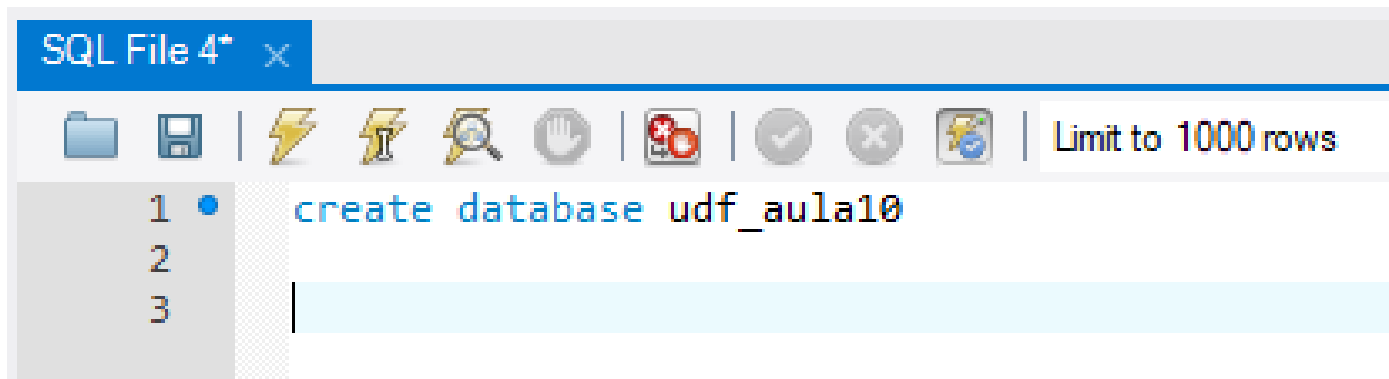 SQL File 4*
Limit to 1000 rows
1 create database udf_aula10
2
3